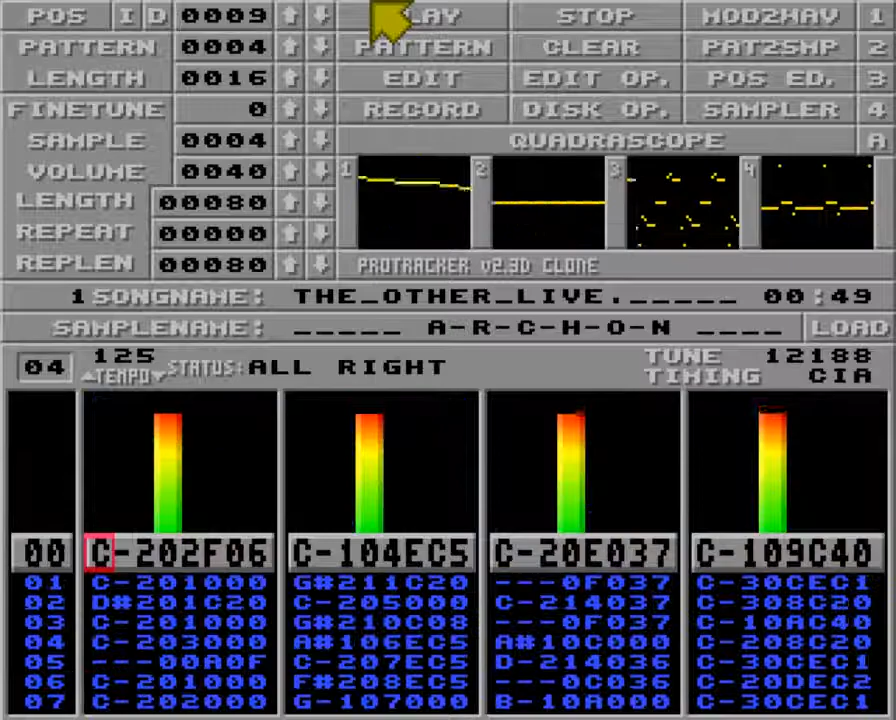 POS I D 0009 PLAY STOP MOD2WAV 1
PATTERN 0004 PATTERN CLEAR PAT2SMP 2
LENGTH 0016 EDIT EDIT OP. POS ED. 3
FINETUNE 0 RECORD DISK OP. SAMPLER 4
SAMPLE 0004 QUADRASCOPE A
VOLUME 0040 1 2 3 4
LENGTH 00080
REPEAT 00000
REPLEN 00080 PROTRACKER v2.3D CLONE
1 SONGNAME: THE_OTHER_LIVE._____ 00:49
SAMPLENAME: _____ A-R-C-H-O-N ____ LOAD
04 125 TEMPO STATUS: ALL RIGHT TUNE 12188
TIMING CIA
00 C-202F06 C-104EC5 C-20E037 C-109C40
01 C-201000 G#211C20 ---0F037 C-30CEC1
02 D#201C20 C-205000 C-214037 C-308C20
03 C-201000 G#210C08 ---0F037 C-10AC40
04 C-203000 A#106EC5 A#10C000 C-208C20
05 ---00A0F C-207EC5 D-214036 C-30CEC1
06 C-201000 F#208EC5 ---0C036 C-20DEC2
07 C-202000 G-107000 B-10A000 C-30CEC1